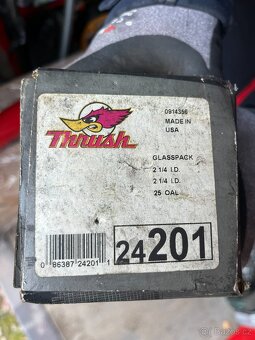 Thrush
0914356
MADE IN
USA
GLASSPACK
2 1/4 I.D.
2 1/4 I.D.
25 OAL
24201
0 86387 24201 1